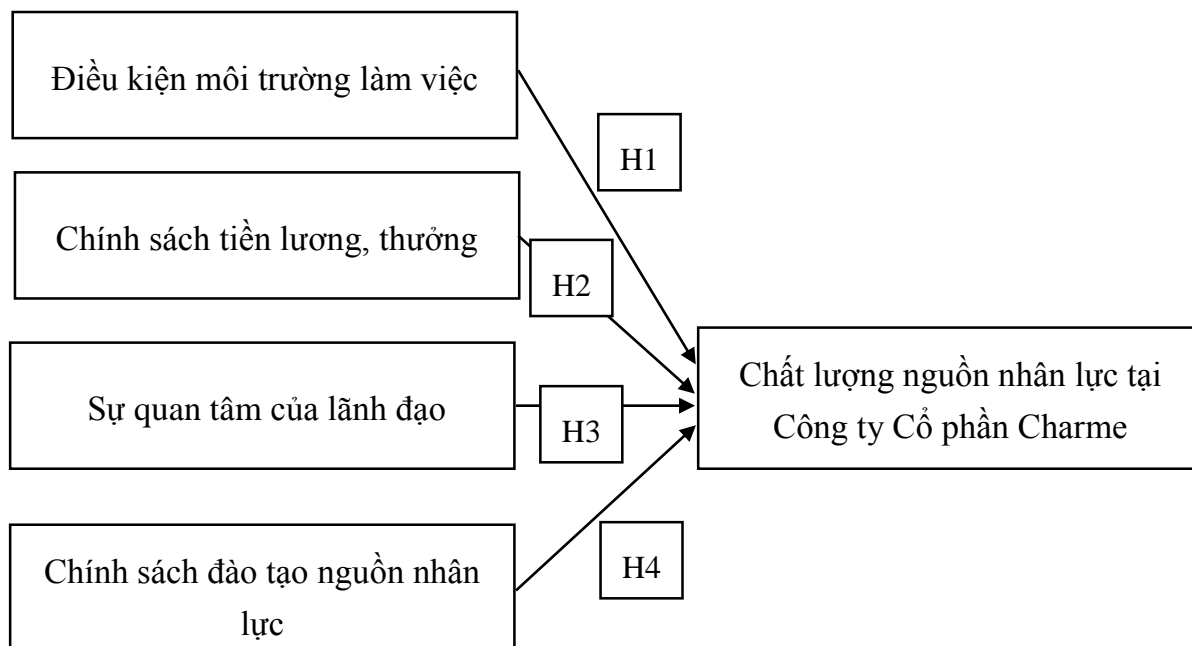 Điều kiện môi trường làm việc
H1
Chính sách tiền lương, thưởng
H2
Sự quan tâm của lãnh đạo
H3
Chính sách đào tạo nguồn nhân
lực
H4
Chất lượng nguồn nhân lực tại
Công ty Cổ phần Charme